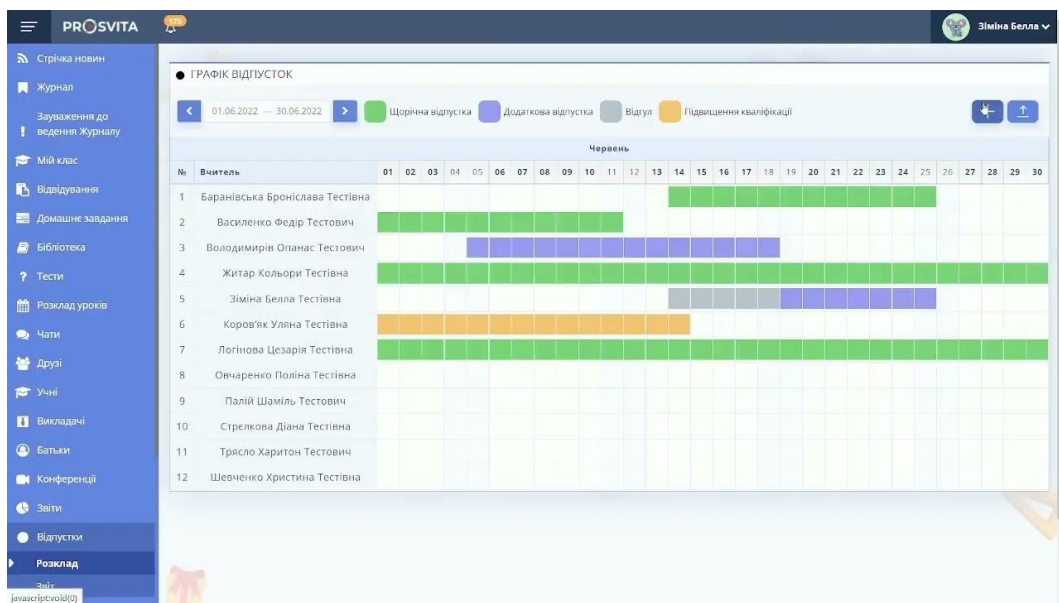 PROSVITA
175
Зіміна Белла
Стрічка новин
Журнал
Зауваження до
ведення Журналу
Мій клас
Відвідування
Домашнє завдання
Бібліотека
Тести
Розклад уроків
Чати
Друзі
Учні
Викладачі
Батьки
Конференції
Звіти
Відпустки
Розклад
Звіт
javascript:void(0)
ГРАФІК ВІДПУСТОК
01.06.2022 — 30.06.2022
Щорічна відпустка
Додаткова відпустка
Відгул
Підвищення кваліфікації
Червень
№ Вчитель 01 02 03 04 05 06 07 08 09 10 11 12 13 14 15 16 17 18 19 20 21 22 23 24 25 26 27 28 29 30
1 Баранівська Броніслава Тестівна
2 Василенко Федір Тестович
3 Володимирів Опанас Тестович
4 Житар Кольори Тестівна
5 Зіміна Белла Тестівна
6 Коров'як Уляна Тестівна
7 Логінова Цезарія Тестівна
8 Овчаренко Поліна Тестівна
9 Палій Шаміль Тестович
10 Стрєлкова Діана Тестівна
11 Трясло Харитон Тестович
12 Шевченко Христина Тестівна